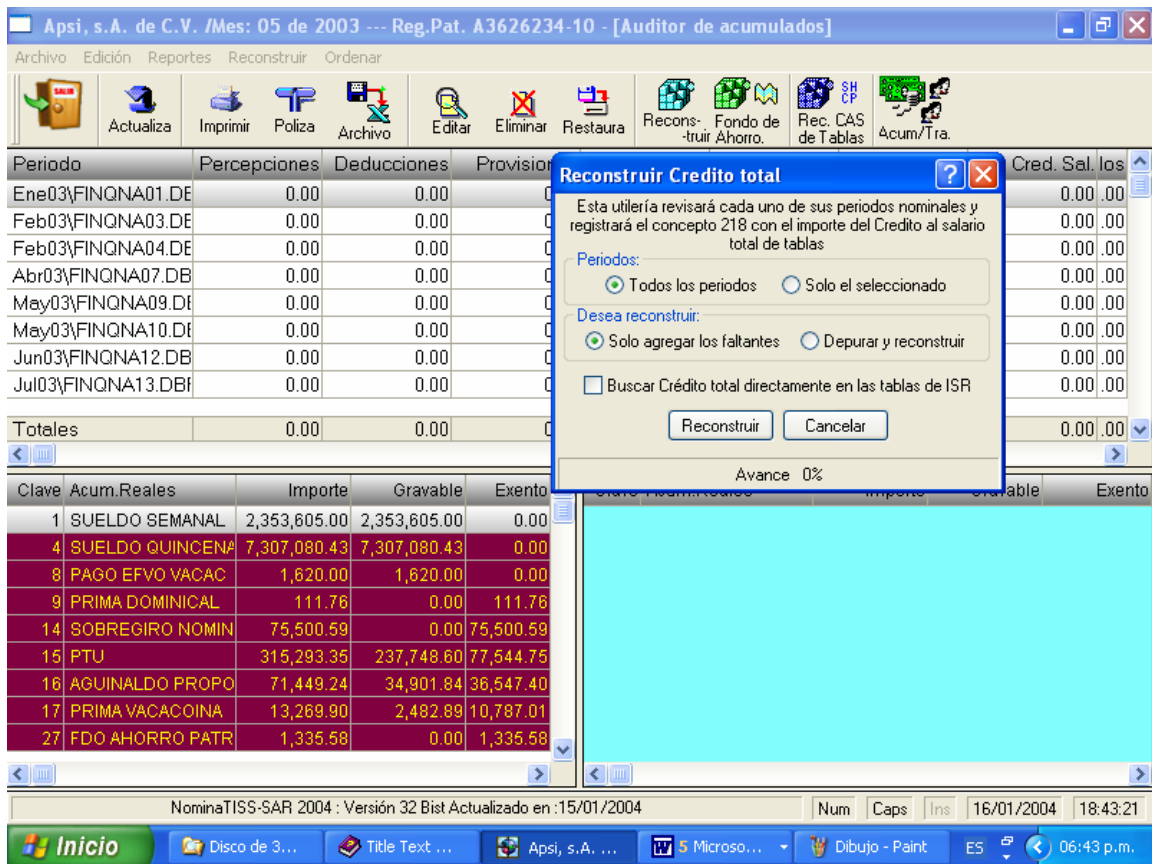 Apsi, s.A. de C.V. /Mes: 05 de 2003 --- Reg.Pat. A3626234-10 - [Auditor de acumulados]
Archivo Edición Reportes Reconstruir Ordenar
SALIR
Actualiza Imprimir Poliza Archivo Editar Eliminar Restaura Recons- -truir Fondo de Ahorro. Rec. CAS de Tablas SH CP Acum/Tra.
Periodo Percepciones Deducciones Provision Cred. Sal. los
Ene03\FINQNA01.DE 0.00 0.00 0.00 .00
Feb03\FINQNA03.DE 0.00 0.00 0.00 .00
Feb03\FINQNA04.DE 0.00 0.00 0.00 .00
Abr03\FINQNA07.DB 0.00 0.00 0.00 .00
May03\FINQNA09.DE 0.00 0.00 0.00 .00
May03\FINQNA10.DE 0.00 0.00 0.00 .00
Jun03\FINQNA12.DB 0.00 0.00 0.00 .00
Jul03\FINQNA13.DBF 0.00 0.00 0.00 .00
Totales 0.00 0.00 0.00 .00
Reconstruir Credito total
Esta utilería revisará cada uno de sus periodos nominales y
registrará el concepto 218 con el importe del Credito al salario
total de tablas
Periodos:
Todos los periodos Solo el seleccionado
Desea reconstruir:
Solo agregar los faltantes Depurar y reconstruir
Buscar Crédito total directamente en las tablas de ISR
Reconstruir Cancelar
Avance 0%
Clave Acum.Reales Importe Gravable Exento
1 SUELDO SEMANAL 2,353,605.00 2,353,605.00 0.00
4 SUELDO QUINCENA 7,307,080.43 7,307,080.43 0.00
8 PAGO EFVO VACAC 1,620.00 1,620.00 0.00
9 PRIMA DOMINICAL 111.76 0.00 111.76
14 SOBREGIRO NOMIN 75,500.59 0.00 75,500.59
15 PTU 315,293.35 237,748.60 77,544.75
16 AGUINALDO PROPO 71,449.24 34,901.84 36,547.40
17 PRIMA VACACOINA 13,269.90 2,482.89 10,787.01
27 FDO AHORRO PATR 1,335.58 0.00 1,335.58
Exento
NominaTISS-SAR 2004 : Versión 32 Bist Actualizado en :15/01/2004 Num Caps Ins 16/01/2004 18:43:21
Inicio Disco de 3... Title Text ... Apsi, s.A. ... 5 Microso... Dibujo - Paint ES 06:43 p.m.